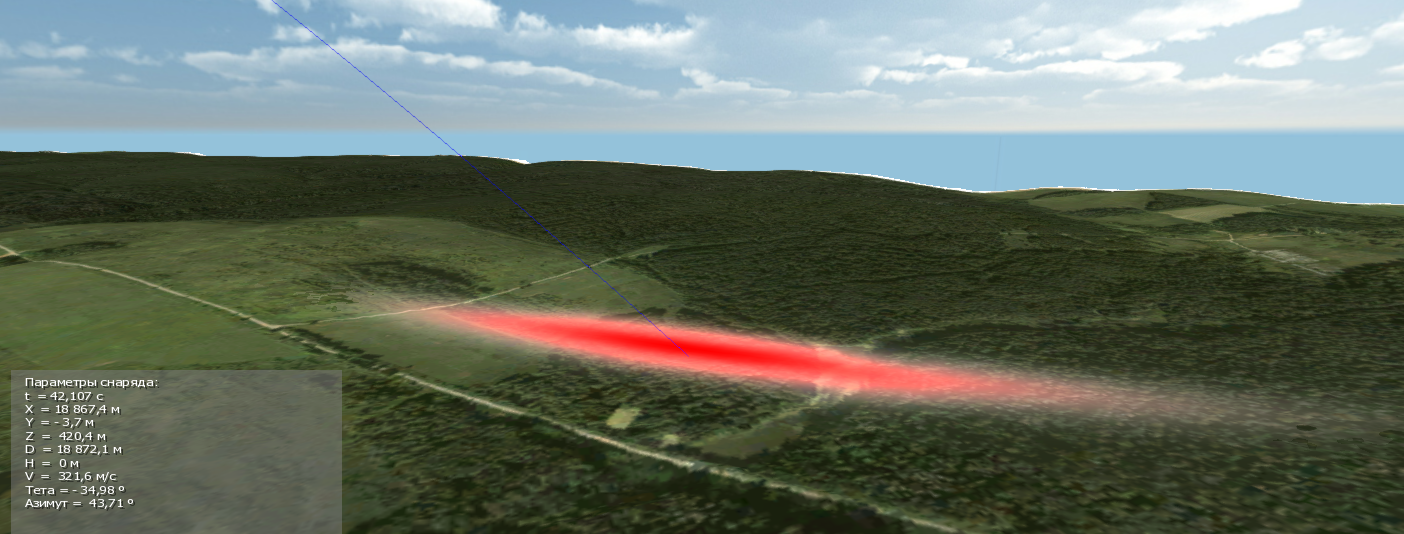 Параметры снаряда:
t = 42,107 с
X = 18 867,4 м
Y = - 3,7 м
Z = 420,4 м
D = 18 872,1 м
H = 0 м
V = 321,6 м/с
Тета = - 34,98 º
Азимут = 43,71 º